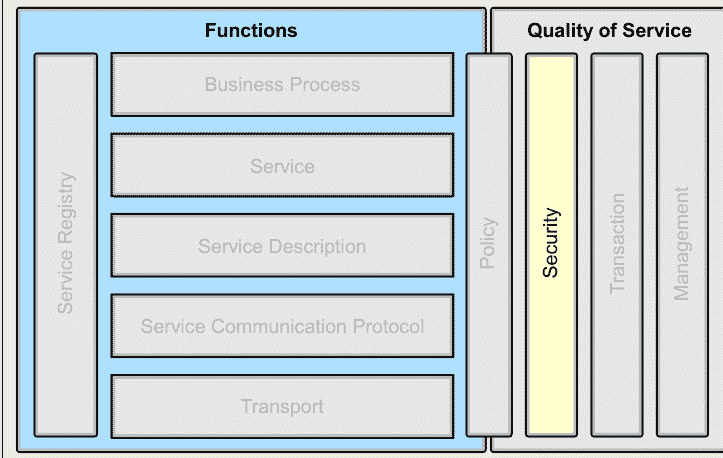 Functions
Quality of Service
Service Registry
Business Process
Service
Service Description
Service Communication Protocol
Transport
Policy
Security
Transaction
Management